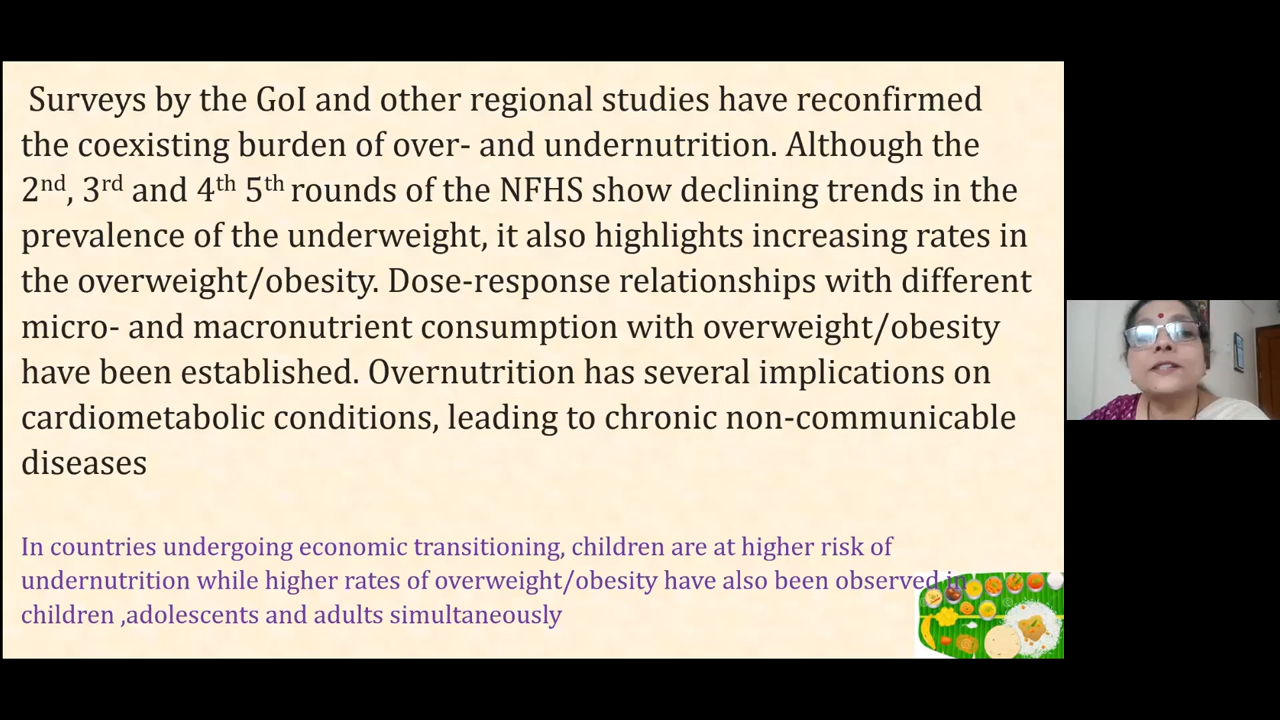 Surveys by the GoI and other regional studies have reconfirmed
the coexisting burden of over- and undernutrition. Although the
2nd, 3rd and 4th 5th rounds of the NFHS show declining trends in the
prevalence of the underweight, it also highlights increasing rates in
the overweight/obesity. Dose-response relationships with different
micro- and macronutrient consumption with overweight/obesity
have been established. Overnutrition has several implications on
cardiometabolic conditions, leading to chronic non-communicable
diseases
In countries undergoing economic transitioning, children are at higher risk of
undernutrition while higher rates of overweight/obesity have also been observed in
children ,adolescents and adults simultaneously